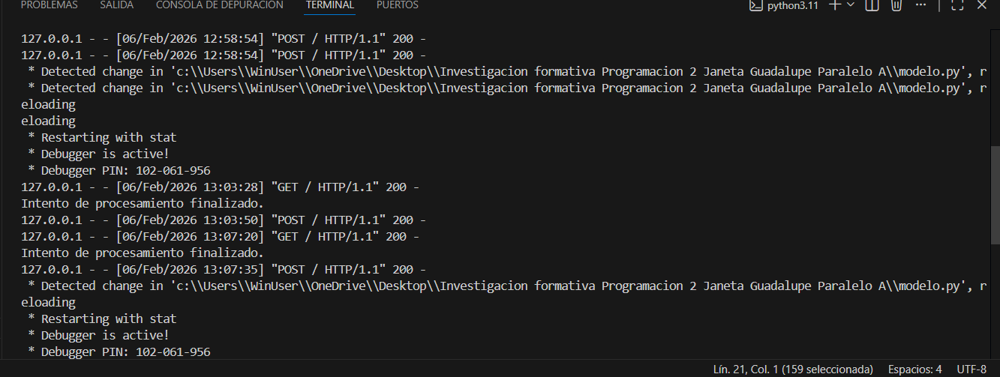 PROBLEMAS SALIDA CONSOLA DE DEPURACIÓN TERMINAL PUERTOS python3.11
127.0.0.1 - - [06/Feb/2026 12:58:54] "POST / HTTP/1.1" 200 -
127.0.0.1 - - [06/Feb/2026 12:58:54] "POST / HTTP/1.1" 200 -
 * Detected change in 'c:\\Users\\WinUser\\OneDrive\\Desktop\\Investigacion formativa Programacion 2 Janeta Guadalupe Paralelo A\\modelo.py', r
 * Detected change in 'c:\\Users\\WinUser\\OneDrive\\Desktop\\Investigacion formativa Programacion 2 Janeta Guadalupe Paralelo A\\modelo.py', r
eloading
eloading
 * Restarting with stat
 * Debugger is active!
 * Debugger PIN: 102-061-956
127.0.0.1 - - [06/Feb/2026 13:03:28] "GET / HTTP/1.1" 200 -
Intento de procesamiento finalizado.
127.0.0.1 - - [06/Feb/2026 13:03:50] "POST / HTTP/1.1" 200 -
127.0.0.1 - - [06/Feb/2026 13:07:20] "GET / HTTP/1.1" 200 -
Intento de procesamiento finalizado.
127.0.0.1 - - [06/Feb/2026 13:07:35] "POST / HTTP/1.1" 200 -
 * Detected change in 'c:\\Users\\WinUser\\OneDrive\\Desktop\\Investigacion formativa Programacion 2 Janeta Guadalupe Paralelo A\\modelo.py', r
eloading
 * Restarting with stat
 * Debugger is active!
 * Debugger PIN: 102-061-956
Lín. 21, Col. 1 (159 seleccionada) Espacios: 4 UTF-8